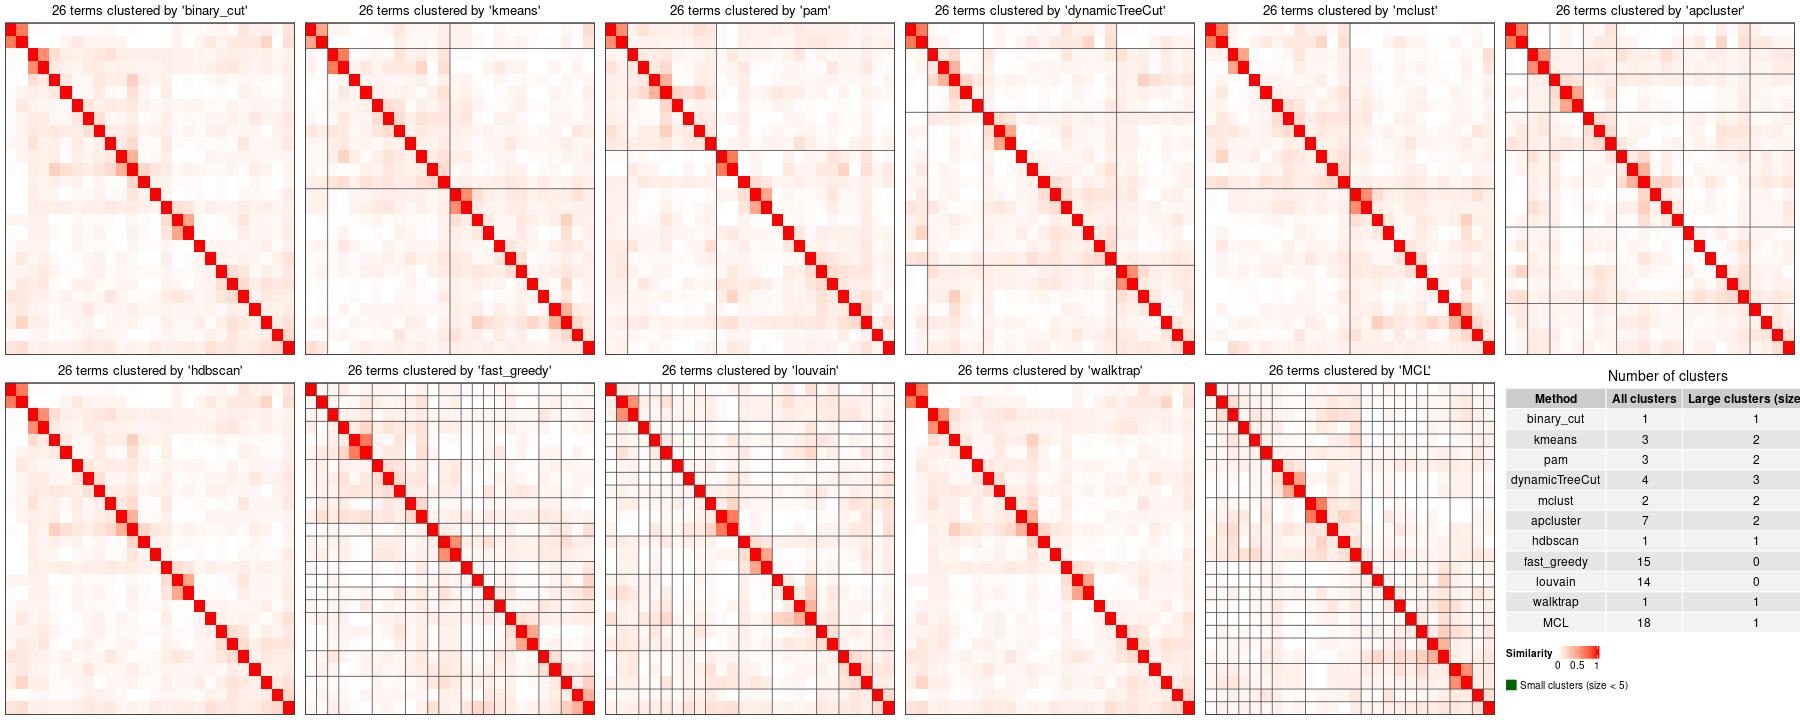 26 terms clustered by 'binary_cut'
26 terms clustered by 'kmeans'
26 terms clustered by 'pam'
26 terms clustered by 'dynamicTreeCut'
26 terms clustered by 'mclust'
26 terms clustered by 'apcluster'
26 terms clustered by 'hdbscan'
26 terms clustered by 'fast_greedy'
26 terms clustered by 'louvain'
26 terms clustered by 'walktrap'
26 terms clustered by 'MCL'
Number of clusters
Method All clusters Large clusters (size
binary_cut 1 1
kmeans 3 2
pam 3 2
dynamicTreeCut 4 3
mclust 2 2
apcluster 7 2
hdbscan 1 1
fast_greedy 15 0
louvain 14 0
walktrap 1 1
MCL 18 1
Similarity
0 0.5 1
Small clusters (size < 5)